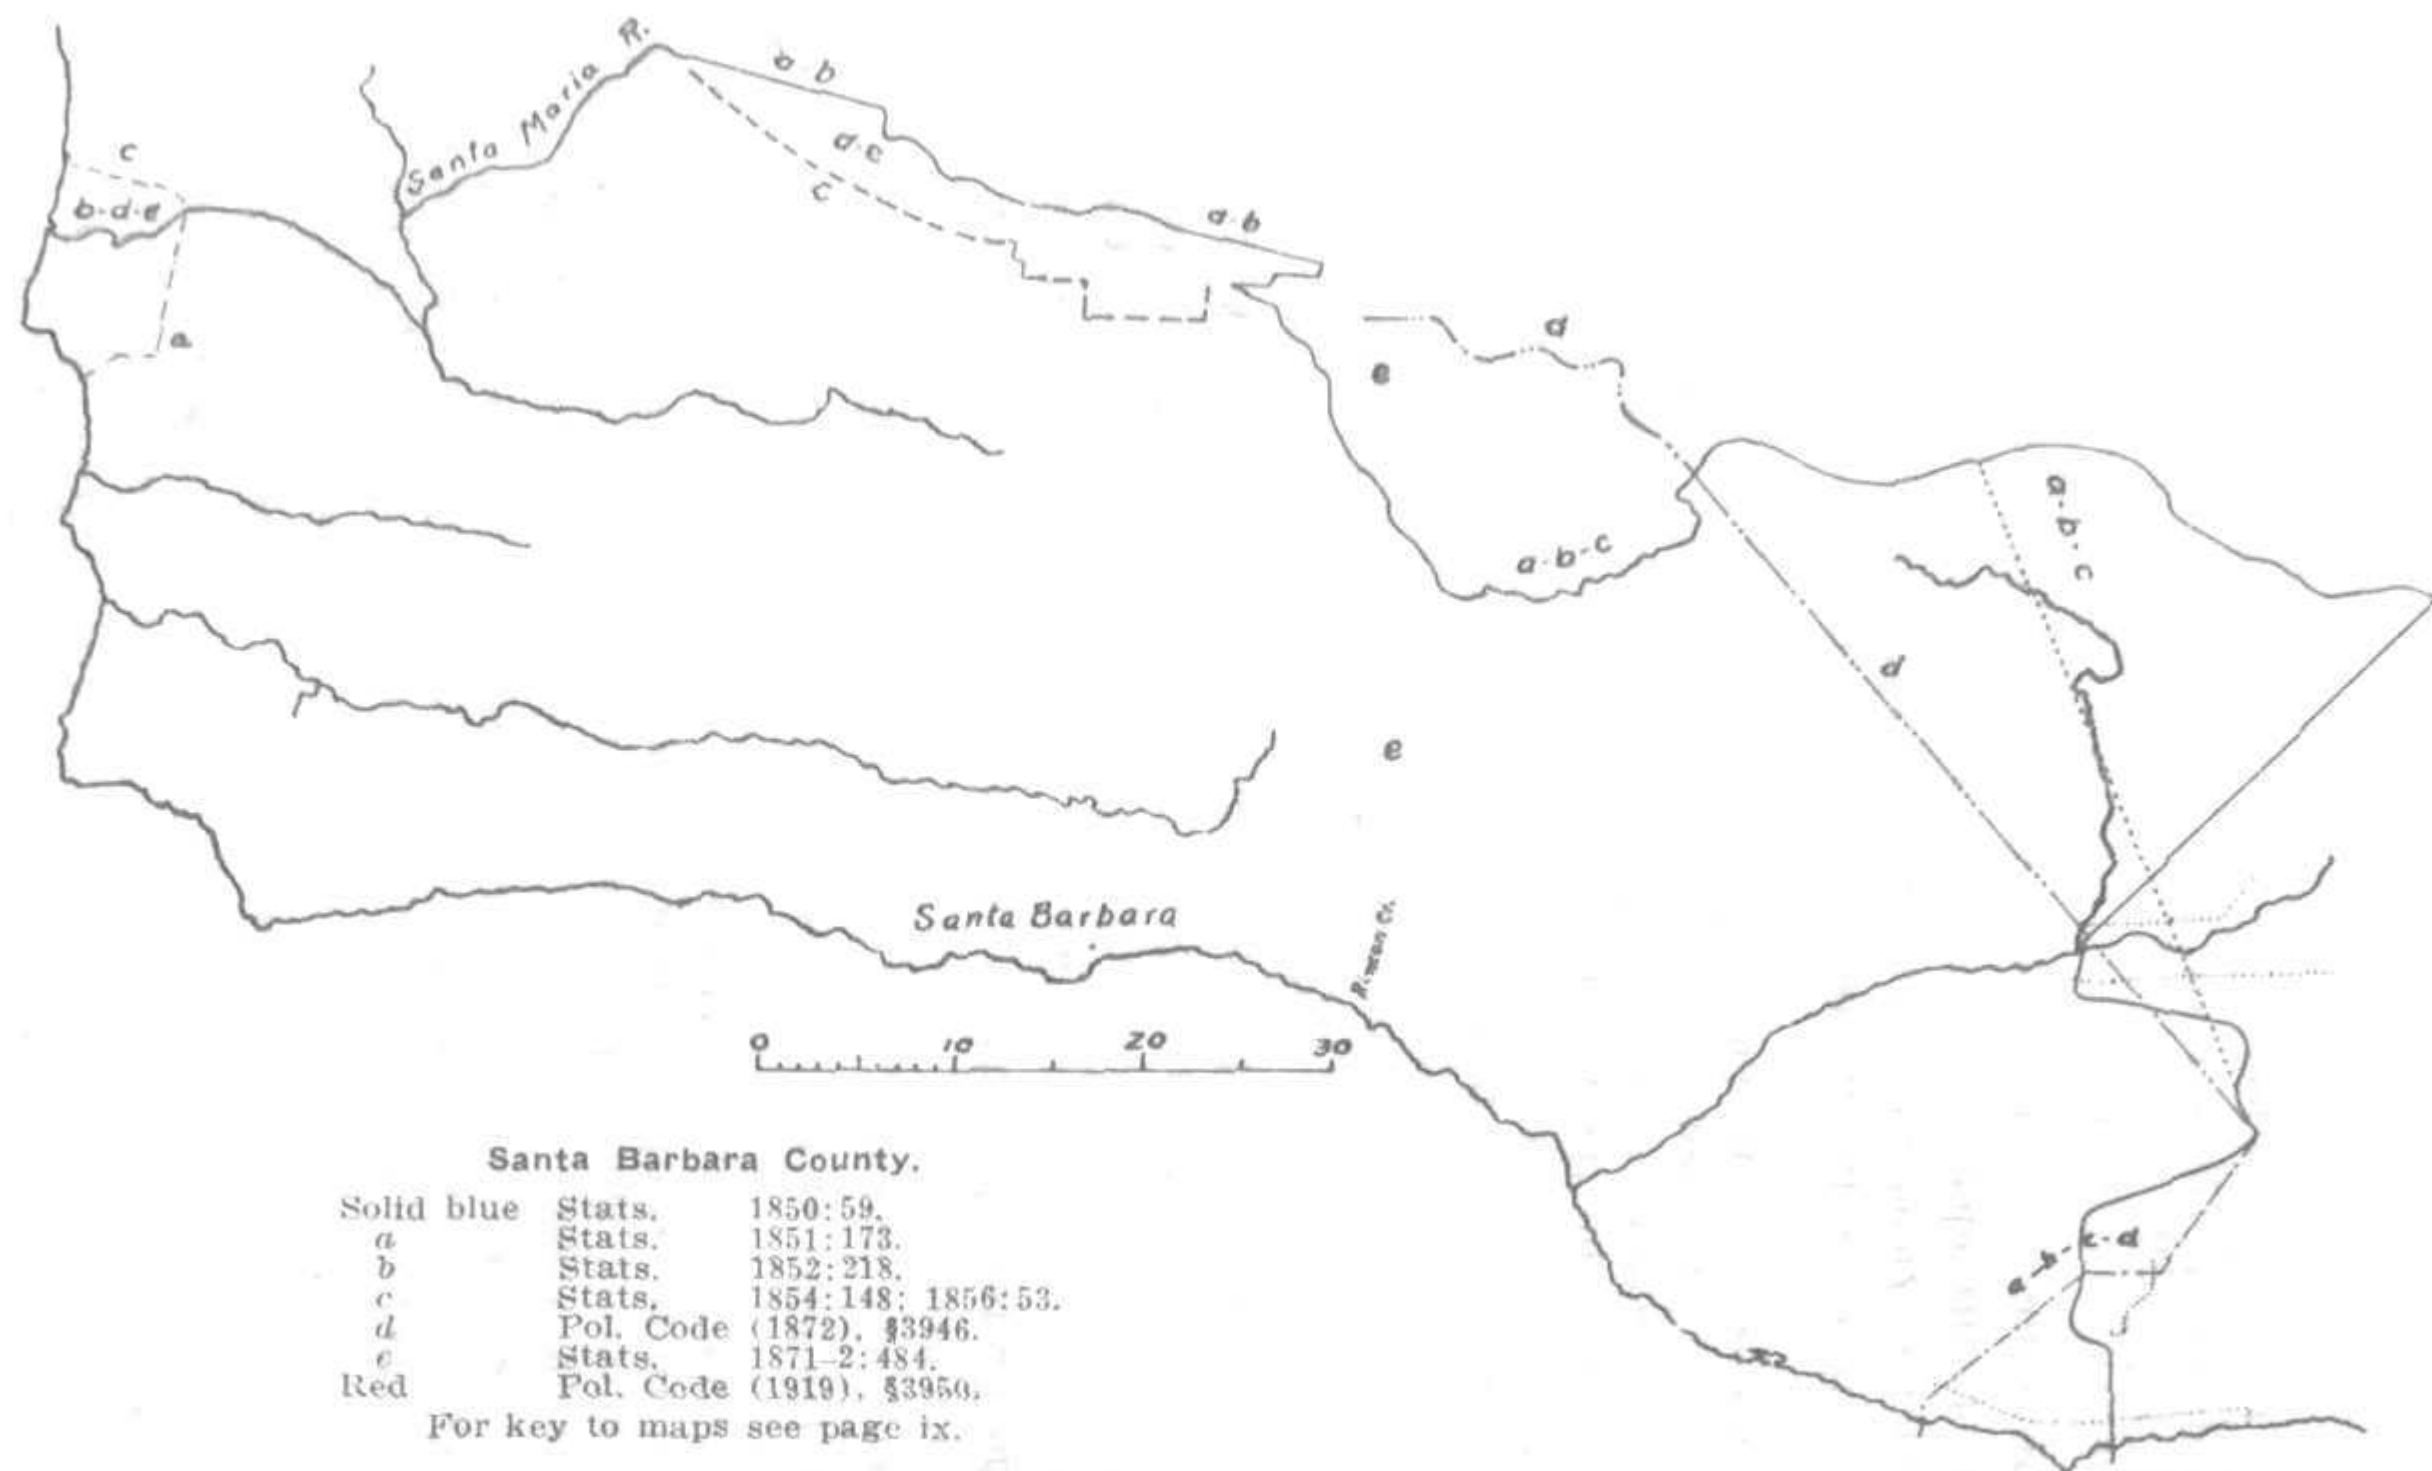 Santa Maria R.
a-b
d-e
c
a-b
c
b-d-e
a
d
e
a-b-c
a-b-c
d
e
Santa Barbara
0 10 20 30
a-b-c-d
Santa Barbara County.
Solid blue Stats. 1850:59.
a Stats. 1851:173.
b Stats. 1852:218.
c Stats. 1854:148; 1856:53.
d Pol. Code (1872), §3946.
e Stats. 1871-2:484.
Red Pol. Code (1919), §3950.
For key to maps see page ix.